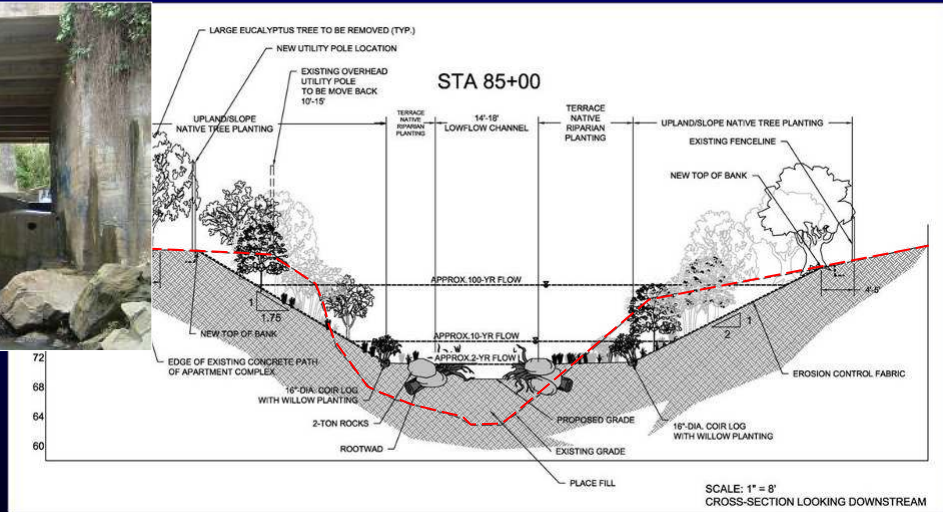 LARGE EUCALYPTUS TREE TO BE REMOVED (TYP.)
NEW UTILITY POLE LOCATION
EXISTING OVERHEAD
UTILITY POLE
TO BE MOVE BACK
10'-15'
STA 85+00
UPLAND/SLOPE
NATIVE TREE PLANTING
TERRACE
NATIVE
RIPARIAN
PLANTING
14'-18'
LOWFLOW CHANNEL
TERRACE
NATIVE
RIPARIAN
PLANTING
UPLAND/SLOPE NATIVE TREE PLANTING
EXISTING FENCELINE
NEW TOP OF BANK
APPROX.100-YR FLOW
4'-5'
1
1.75
1
2
NEW TOP OF BANK
APPROX.10-YR FLOW
APPROX.2-YR FLOW
EDGE OF EXISTING CONCRETE PATH
OF APARTMENT COMPLEX
EROSION CONTROL FABRIC
72
68
64
60
16"-DIA. COIR LOG
WITH WILLOW PLANTING
2-TON ROCKS
ROOTWAD
PROPOSED GRADE
EXISTING GRADE
PLACE FILL
16"-DIA. COIR LOG
WITH WILLOW PLANTING
SCALE: 1" = 8'
CROSS-SECTION LOOKING DOWNSTREAM